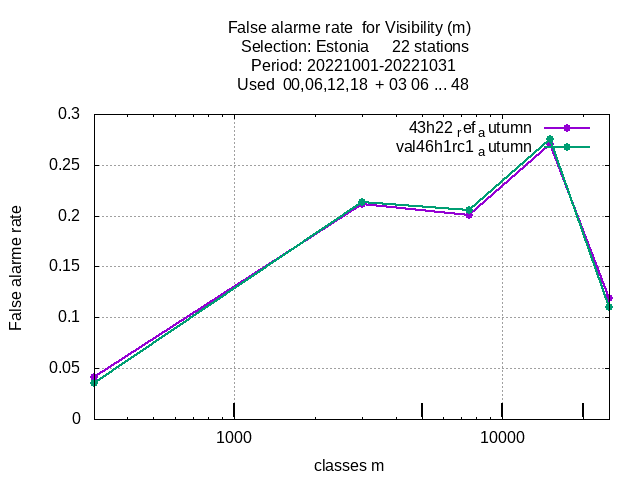 False alarme rate for Visibility (m)
Selection: Estonia 22 stations
Period: 20221001-20221031
Used 00,06,12,18 + 03 06 ... 48
0.3
43h22 ref a utumn
val46h1rc1 a utumn
0.25
0.2
0.15
0.1
0.05
0
False alarme rate
1000
10000
classes m